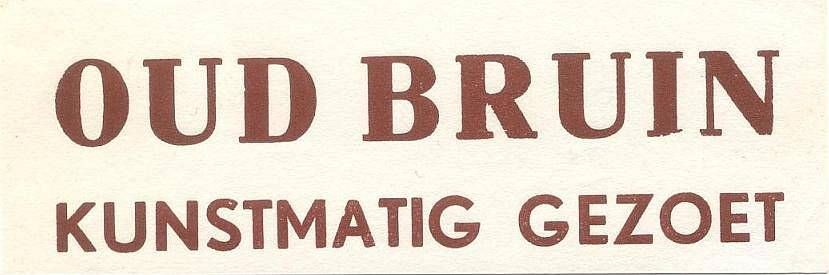 OUD BRUIN
KUNSTMATIG GEZOET